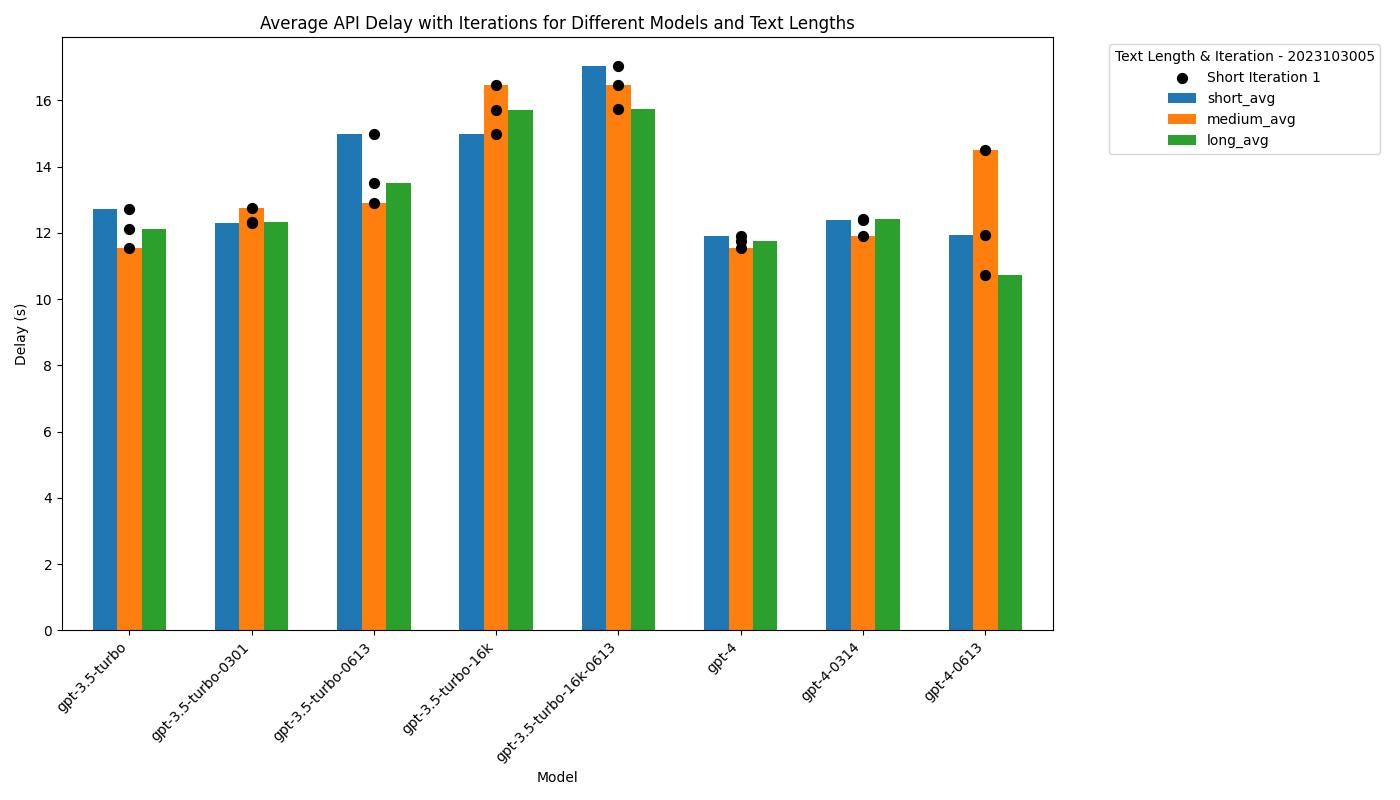 Average API Delay with Iterations for Different Models and Text Lengths
Text Length & Iteration - 2023103005
Short Iteration 1
short_avg
medium_avg
long_avg
Delay (s)
16
14
12
10
8
6
4
2
0
gpt-3.5-turbo
gpt-3.5-turbo-0301
gpt-3.5-turbo-0613
gpt-3.5-turbo-16k
gpt-3.5-turbo-16k-0613
gpt-4
gpt-4-0314
gpt-4-0613
Model